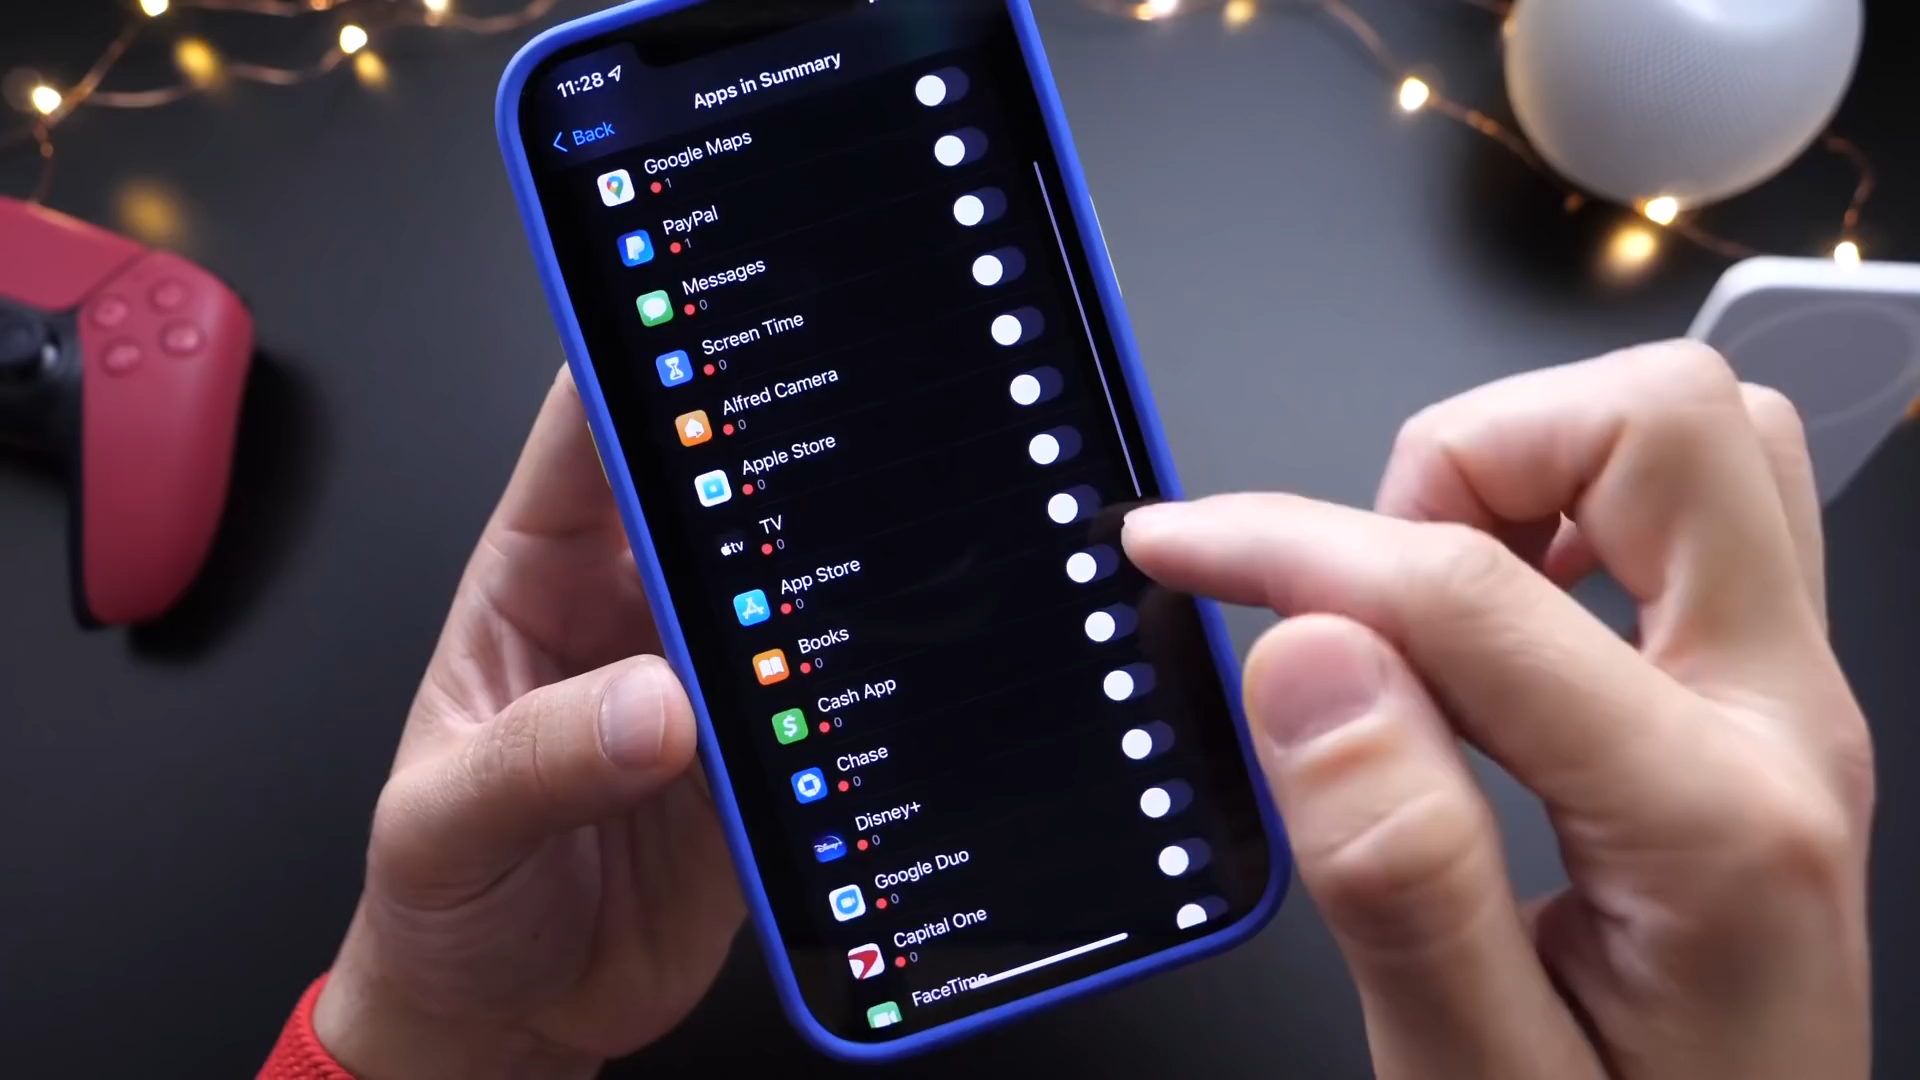 11:28
Apps in Summary
Back
Google Maps
1
PayPal
1
Messages
0
Screen Time
0
Alfred Camera
0
Apple Store
0
tv
TV
0
App Store
0
Books
0
Cash App
0
$
Chase
0
Disney+
0
Disney+
Google Duo
0
Capital One
0
FaceTime